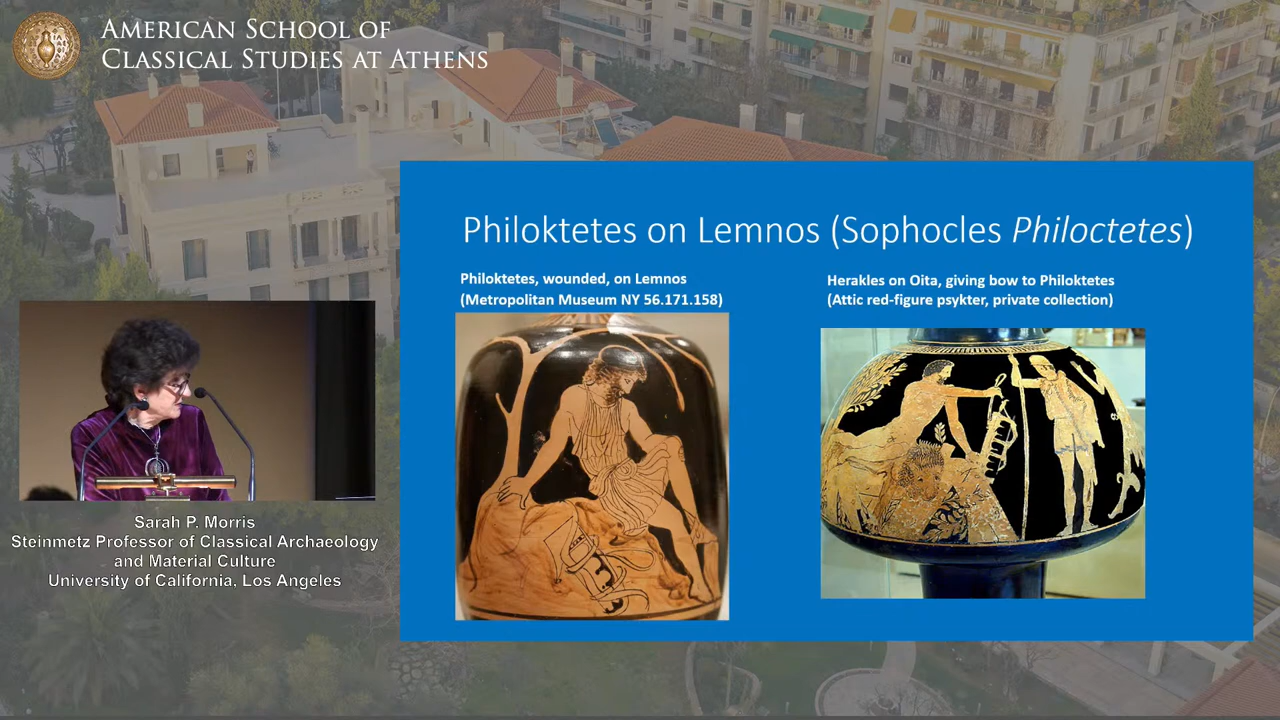 AMERICAN SCHOOL OF
CLASSICAL STUDIES AT ATHENS
Philoktetes on Lemnos (Sophocles Philoctetes)
Philoktetes, wounded, on Lemnos
(Metropolitan Museum NY 56.171.158)
Herakles on Oita, giving bow to Philoktetes
(Attic red-figure psykter, private collection)
Sarah P. Morris
Steinmetz Professor of Classical Archaeology
and Material Culture
University of California, Los Angeles